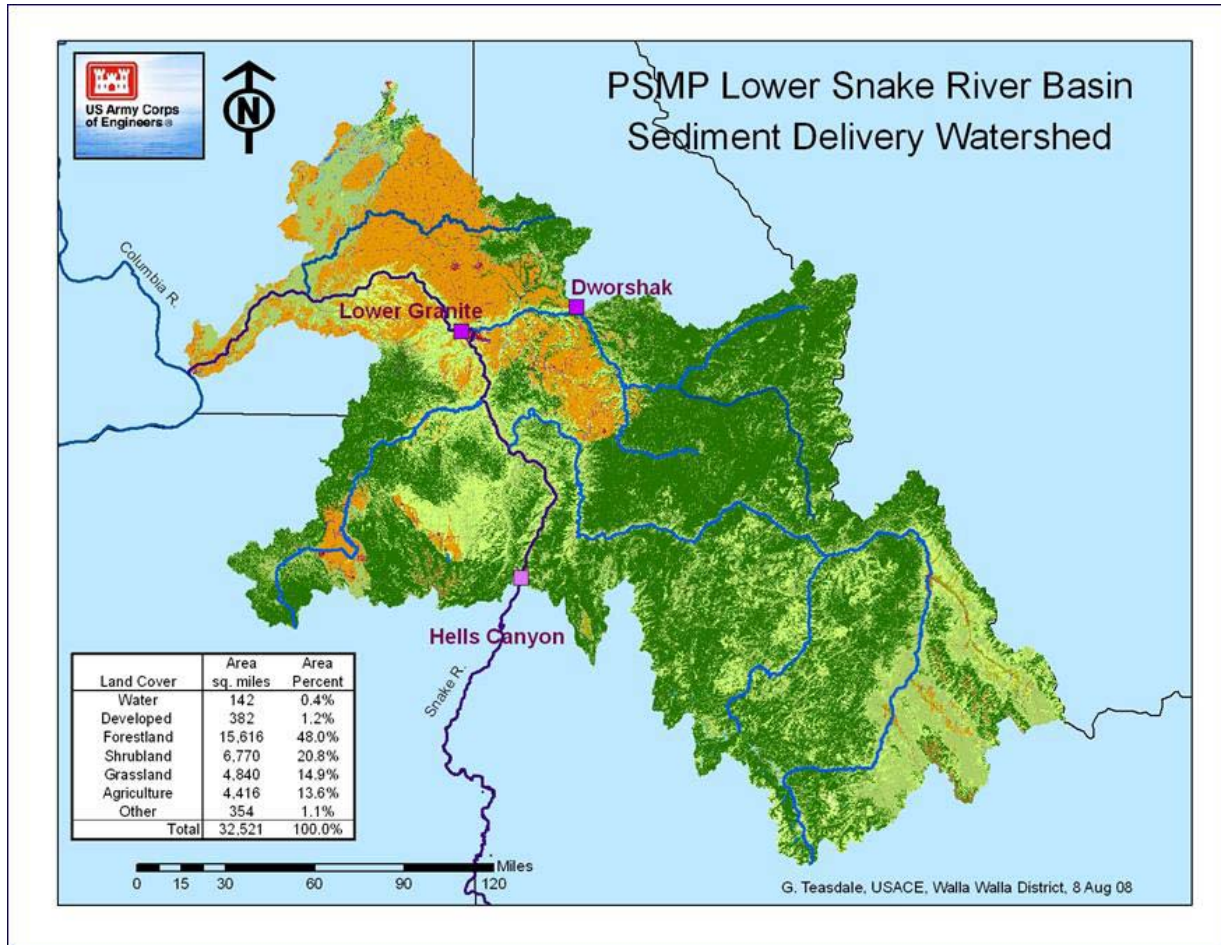 US Army Corps
of Engineers®
N
PSMP Lower Snake River Basin
Sediment Delivery Watershed
Columbia R.
Dworshak
Lower Granite
Hells Canyon
Snake R.
Land Cover Area sq. miles Area Percent
Water 142 0.4%
Developed 382 1.2%
Forestland 15,616 48.0%
Shrubland 6,770 20.8%
Grassland 4,840 14.9%
Agriculture 4,416 13.6%
Other 354 1.1%
Total 32,521 100.0%
Miles
0 15 30 60 90 120
G. Teasdale, USACE, Walla Walla District, 8 Aug 08